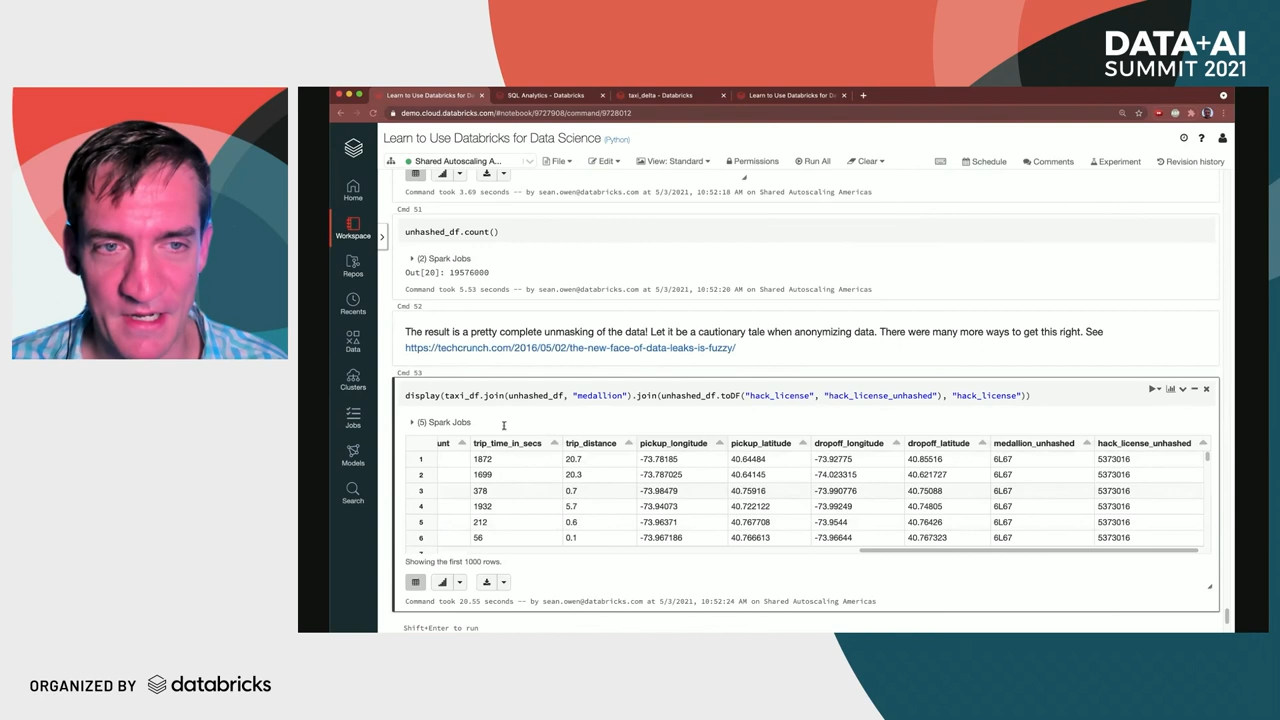 DATA+AI
SUMMIT 2021
Learn to Use Databricks for Da
SQL Analytics - Databricks
taxi_delta - Databricks
Learn to Use Databricks for Da
demo.cloud.databricks.com/#notebook/9727908/command/9728012
Learn to Use Databricks for Data Science (Python)
Shared Autoscaling A...
File
Edit
View: Standard
Permissions
Run All
Clear
Schedule
Comments
Experiment
Revision history
Home
Workspace
Repos
Recents
Data
Clusters
Jobs
Models
Search
Command took 3.69 seconds -- by sean.owen@databricks.com at 5/3/2021, 10:52:18 AM on Shared Autoscaling Americas
Cmd 51
unhashed_df.count()
(2) Spark Jobs
Out[20]: 19576000
Command took 5.53 seconds -- by sean.owen@databricks.com at 5/3/2021, 10:52:20 AM on Shared Autoscaling Americas
Cmd 52
The result is a pretty complete unmasking of the data! Let it be a cautionary tale when anonymizing data. There were many more ways to get this right. See
https://techcrunch.com/2016/05/02/the-new-face-of-data-leaks-is-fuzzy/
Cmd 53
display(taxi_df.join(unhashed_df, "medallion").join(unhashed_df.toDF("hack_license", "hack_license_unhashed"), "hack_license"))
(5) Spark Jobs
unt trip_time_in_secs trip_distance pickup_longitude pickup_latitude dropoff_longitude dropoff_latitude medallion_unhashed hack_license_unhashed
1 1872 20.7 -73.78185 40.64484 -73.92775 40.85516 6L67 5373016
2 1699 20.3 -73.787025 40.64145 -74.023315 40.621727 6L67 5373016
3 378 0.7 -73.98479 40.75916 -73.990776 40.75088 6L67 5373016
4 1932 5.7 -73.94073 40.722122 -73.99249 40.74805 6L67 5373016
5 212 0.6 -73.96371 40.767708 -73.9544 40.76426 6L67 5373016
6 56 0.1 -73.967186 40.766613 -73.96644 40.767323 6L67 5373016
Showing the first 1000 rows.
Command took 20.55 seconds -- by sean.owen@databricks.com at 5/3/2021, 10:52:24 AM on Shared Autoscaling Americas
Shift+Enter to run
ORGANIZED BY databricks